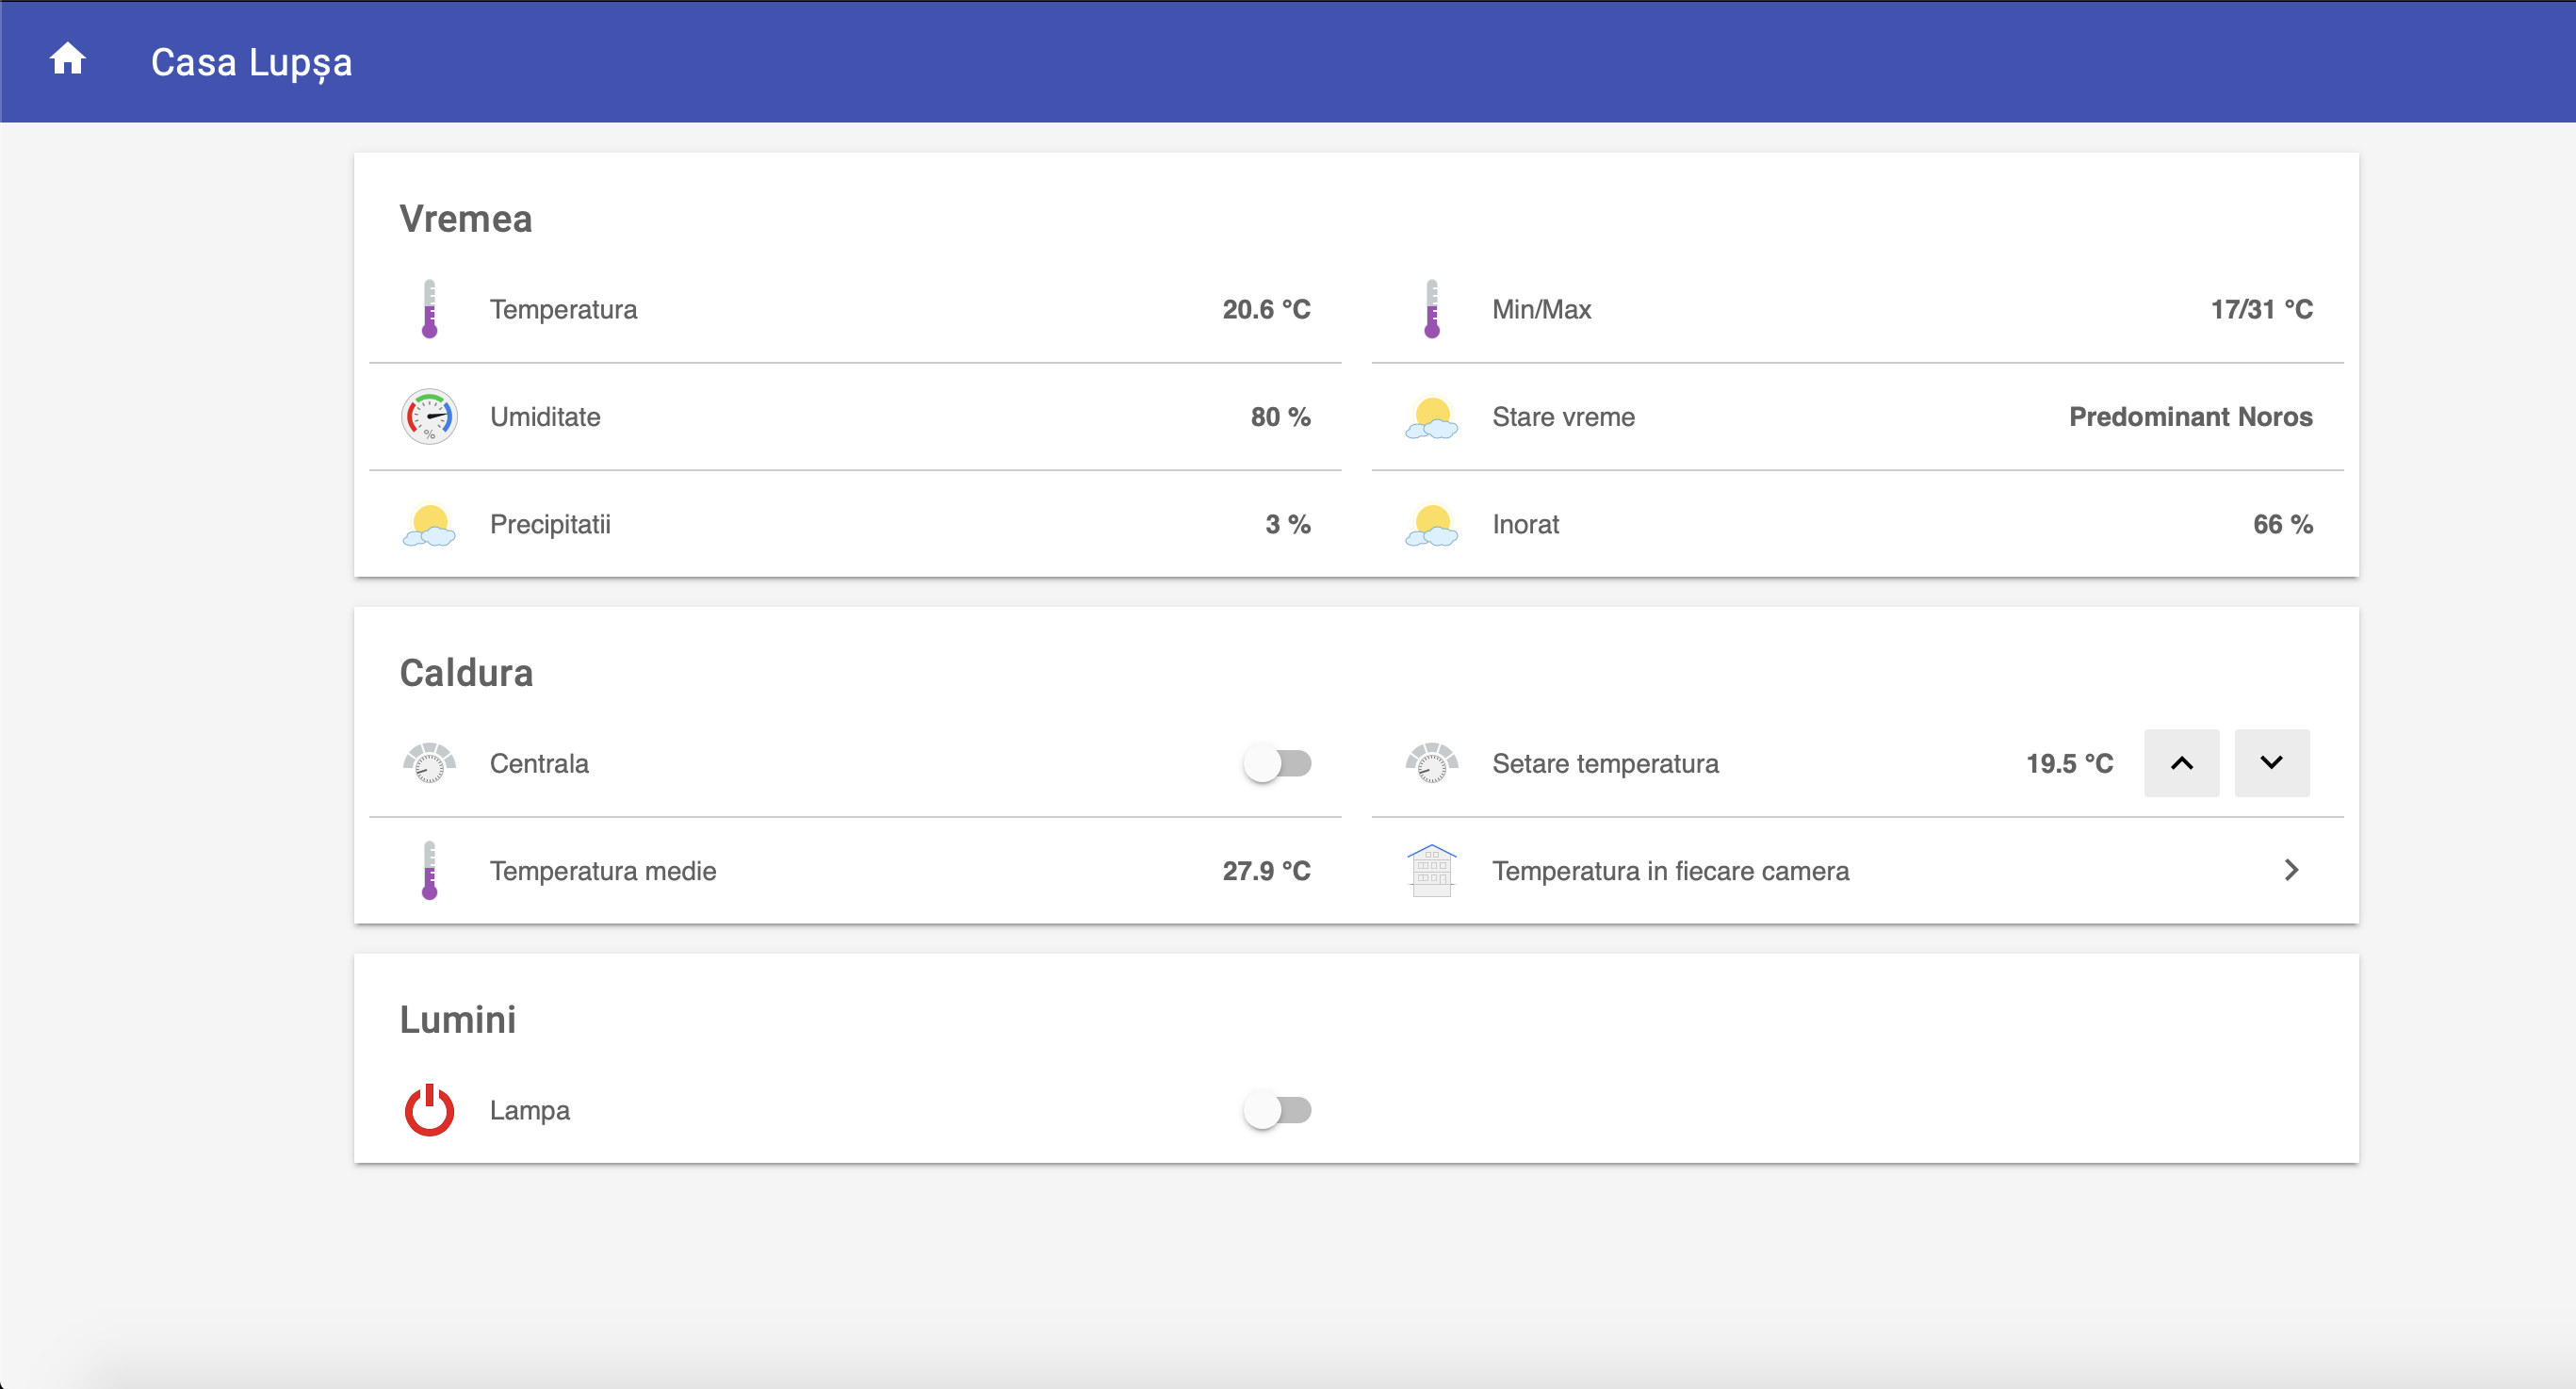 Casa Lupșa
Vremea
Temperatura 20.6 °C
Min/Max 17/31 °C
Umiditate 80 %
Stare vreme Predominant Noros
Precipitatii 3 %
Inorat 66 %
Caldura
Centrala
Setare temperatura 19.5 °C
Temperatura medie 27.9 °C
Temperatura in fiecare camera
Lumini
Lampa